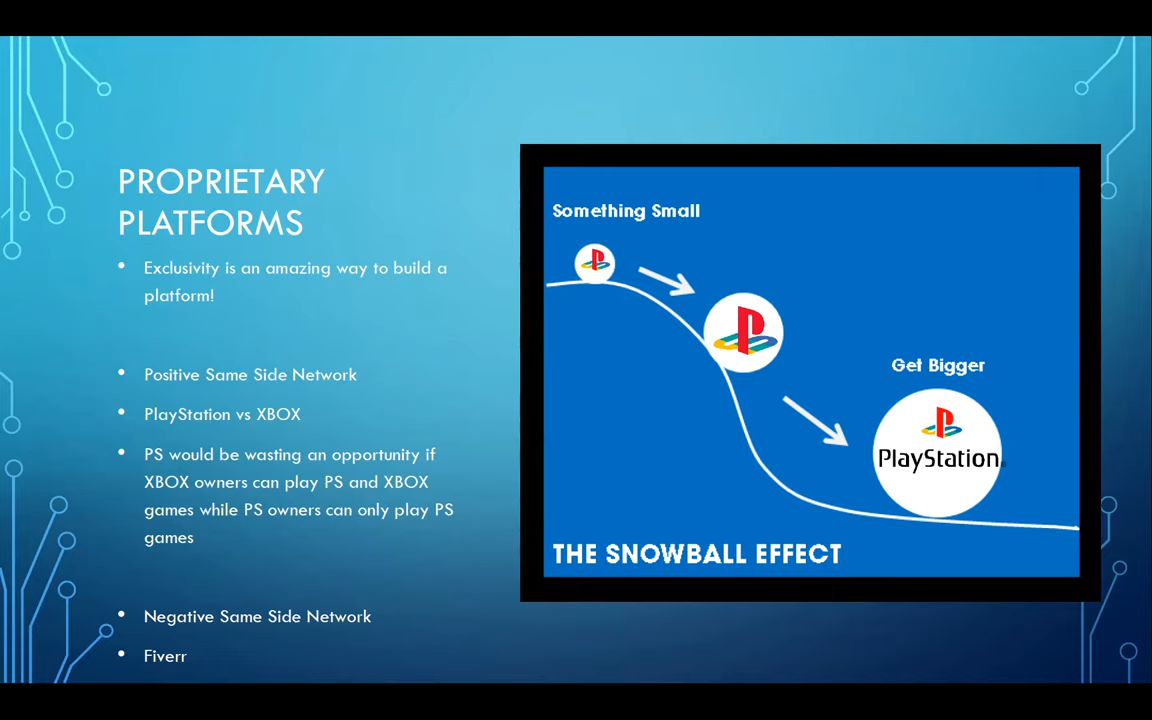 PROPRIETARY
PLATFORMS
• Exclusivity is an amazing way to build a
platform!
• Positive Same Side Network
• PlayStation vs XBOX
• PS would be wasting an opportunity if
XBOX owners can play PS and XBOX
games while PS owners can only play PS
games
• Negative Same Side Network
• Fiverr
Something Small
Get Bigger
PlayStation
THE SNOWBALL EFFECT